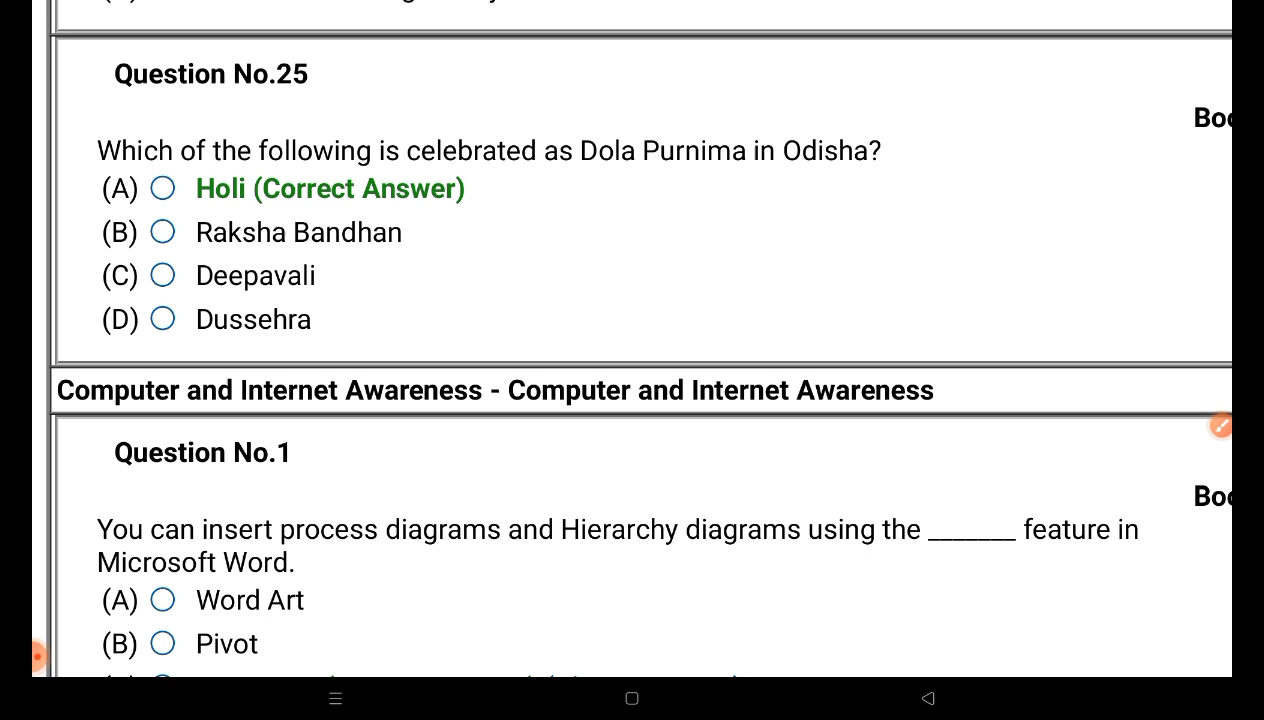 Question No.25
Boo
Which of the following is celebrated as Dola Purnima in Odisha?
(A) Holi (Correct Answer)
(B) Raksha Bandhan
(C) Deepavali
(D) Dussehra
Computer and Internet Awareness - Computer and Internet Awareness
Question No.1
Boo
You can insert process diagrams and Hierarchy diagrams using the _______ feature in
Microsoft Word.
(A) Word Art
(B) Pivot